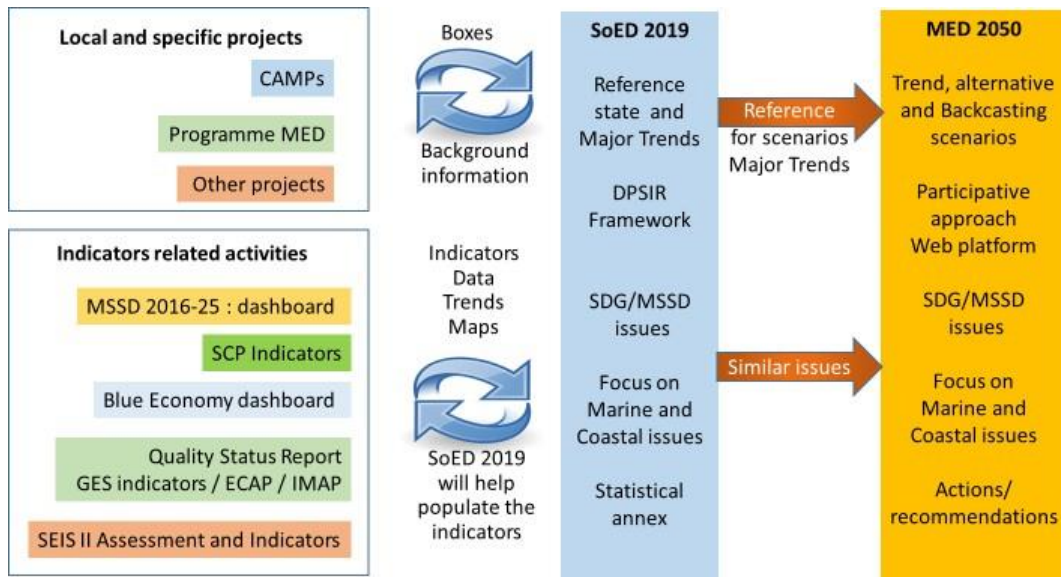 Local and specific projects
CAMPs
Programme MED
Other projects
Indicators related activities
MSSD 2016-25 : dashboard
SCP Indicators
Blue Economy dashboard
Quality Status Report
GES indicators / ECAP / IMAP
SEIS II Assessment and Indicators
Boxes
Background
information
Indicators
Data
Trends
Maps
SoED 2019
will help
populate the
indicators
SoED 2019
Reference
state and
Major Trends
DPSIR
Framework
SDG/MSSD
issues
Focus on
Marine and
Coastal issues
Statistical
annex
Reference
for scenarios
Major Trends
Similar issues
MED 2050
Trend, alternative
and Backcasting
scenarios
Participative
approach
Web platform
SDG/MSSD
issues
Focus on
Marine and
Coastal issues
Actions/
recommendations